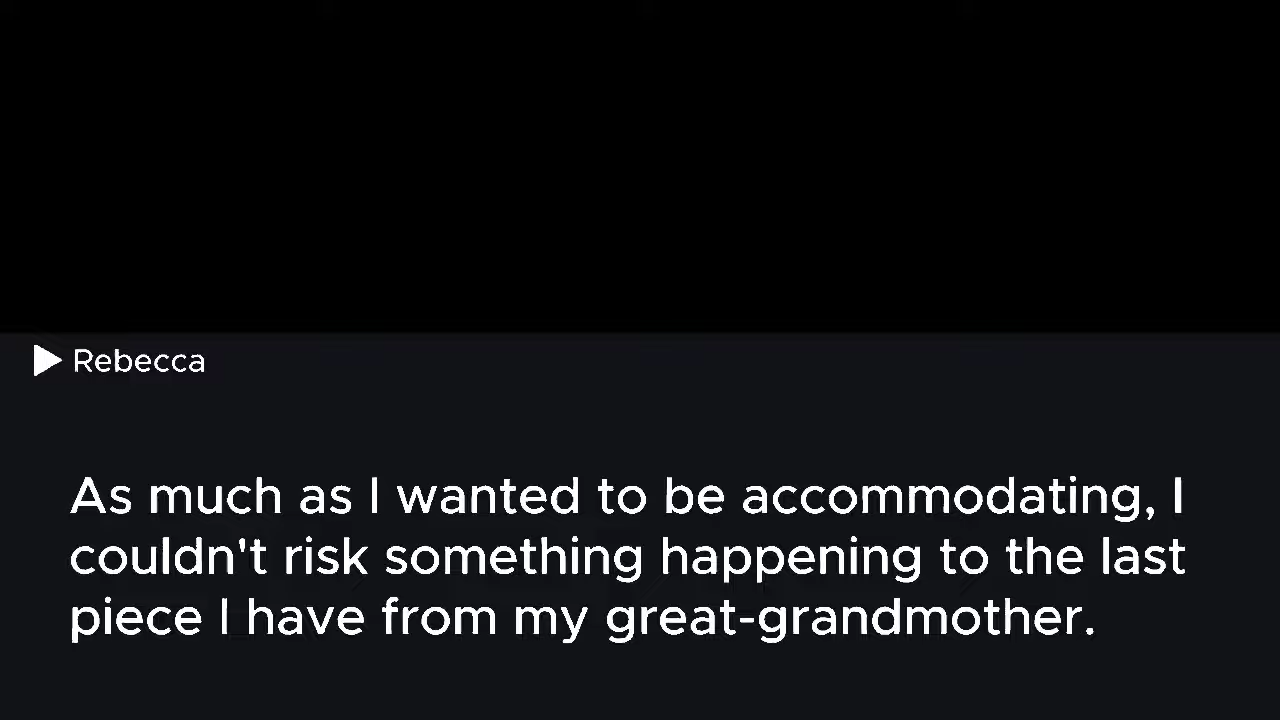 Rebecca
As much as I wanted to be accommodating, I
couldn't risk something happening to the last
piece I have from my great-grandmother.